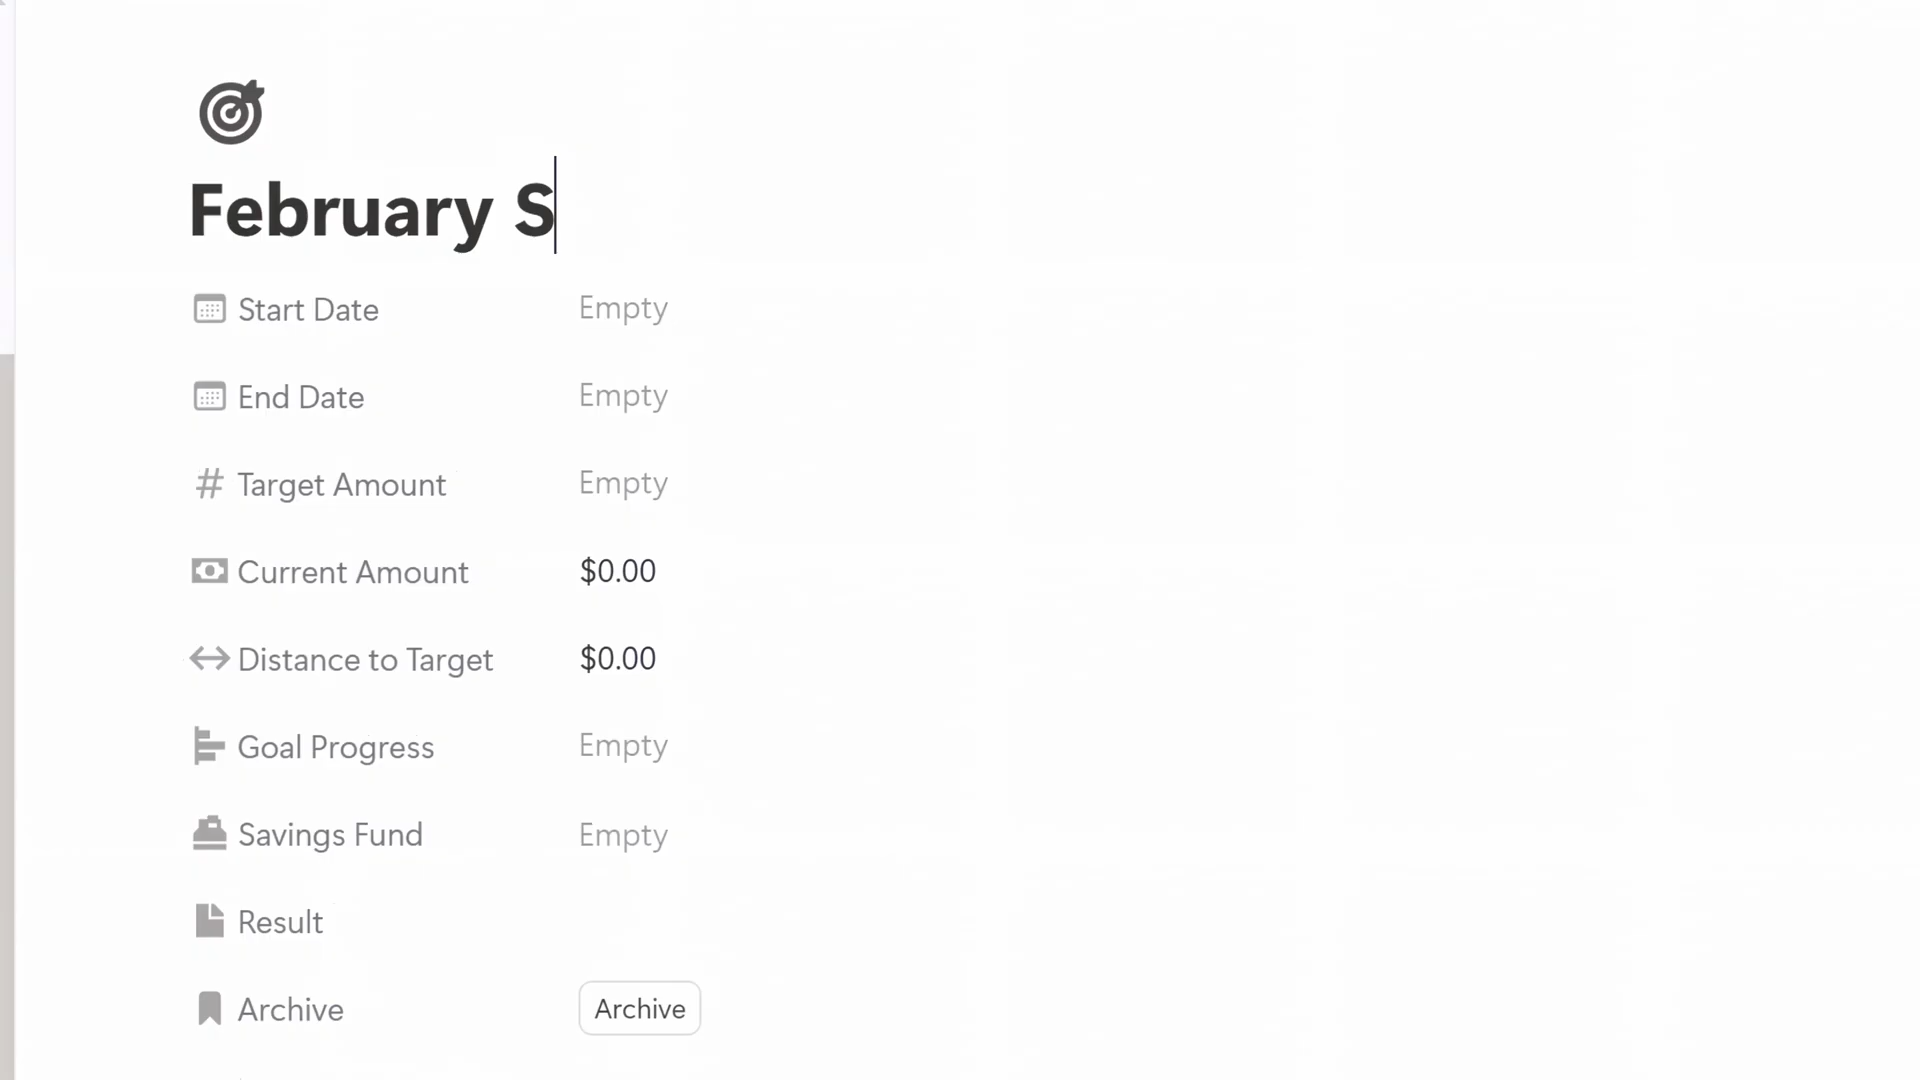 February S
Start Date Empty
End Date Empty
Target Amount Empty
Current Amount $0.00
Distance to Target $0.00
Goal Progress Empty
Savings Fund Empty
Result
Archive Archive